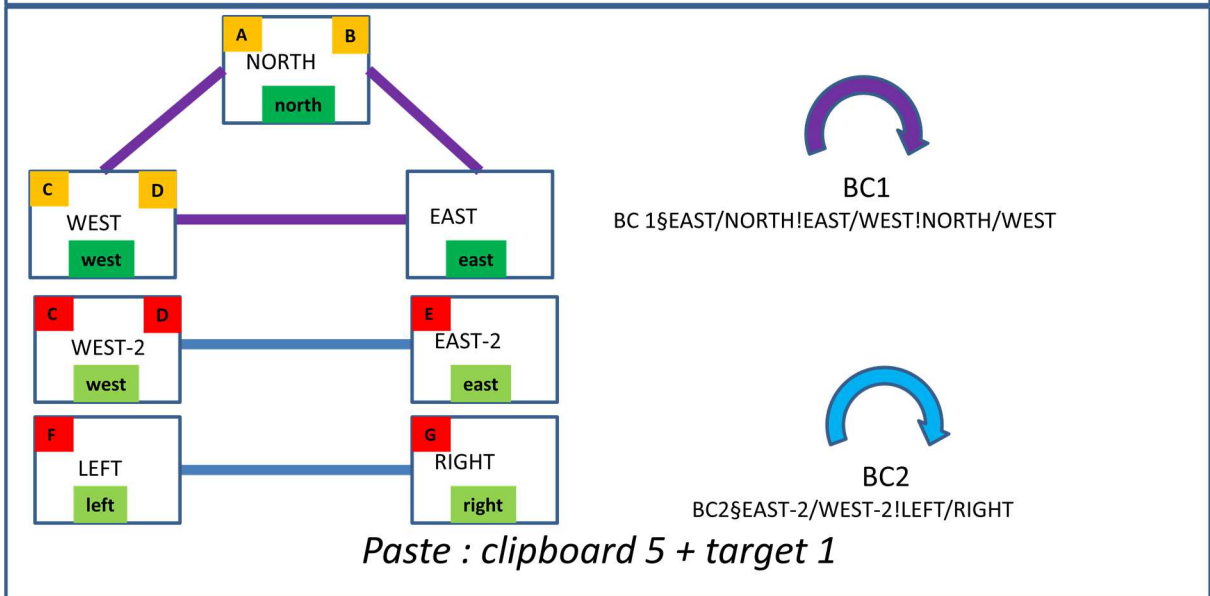 A B
NORTH
north
C D
WEST
west
EAST
east
BC1
BC 1§EAST/NORTH!EAST/WEST!NORTH/WEST
C D
WEST-2
west
E
EAST-2
east
F
LEFT
left
G
RIGHT
right
BC2
BC2§EAST-2/WEST-2!LEFT/RIGHT
Paste : clipboard 5 + target 1